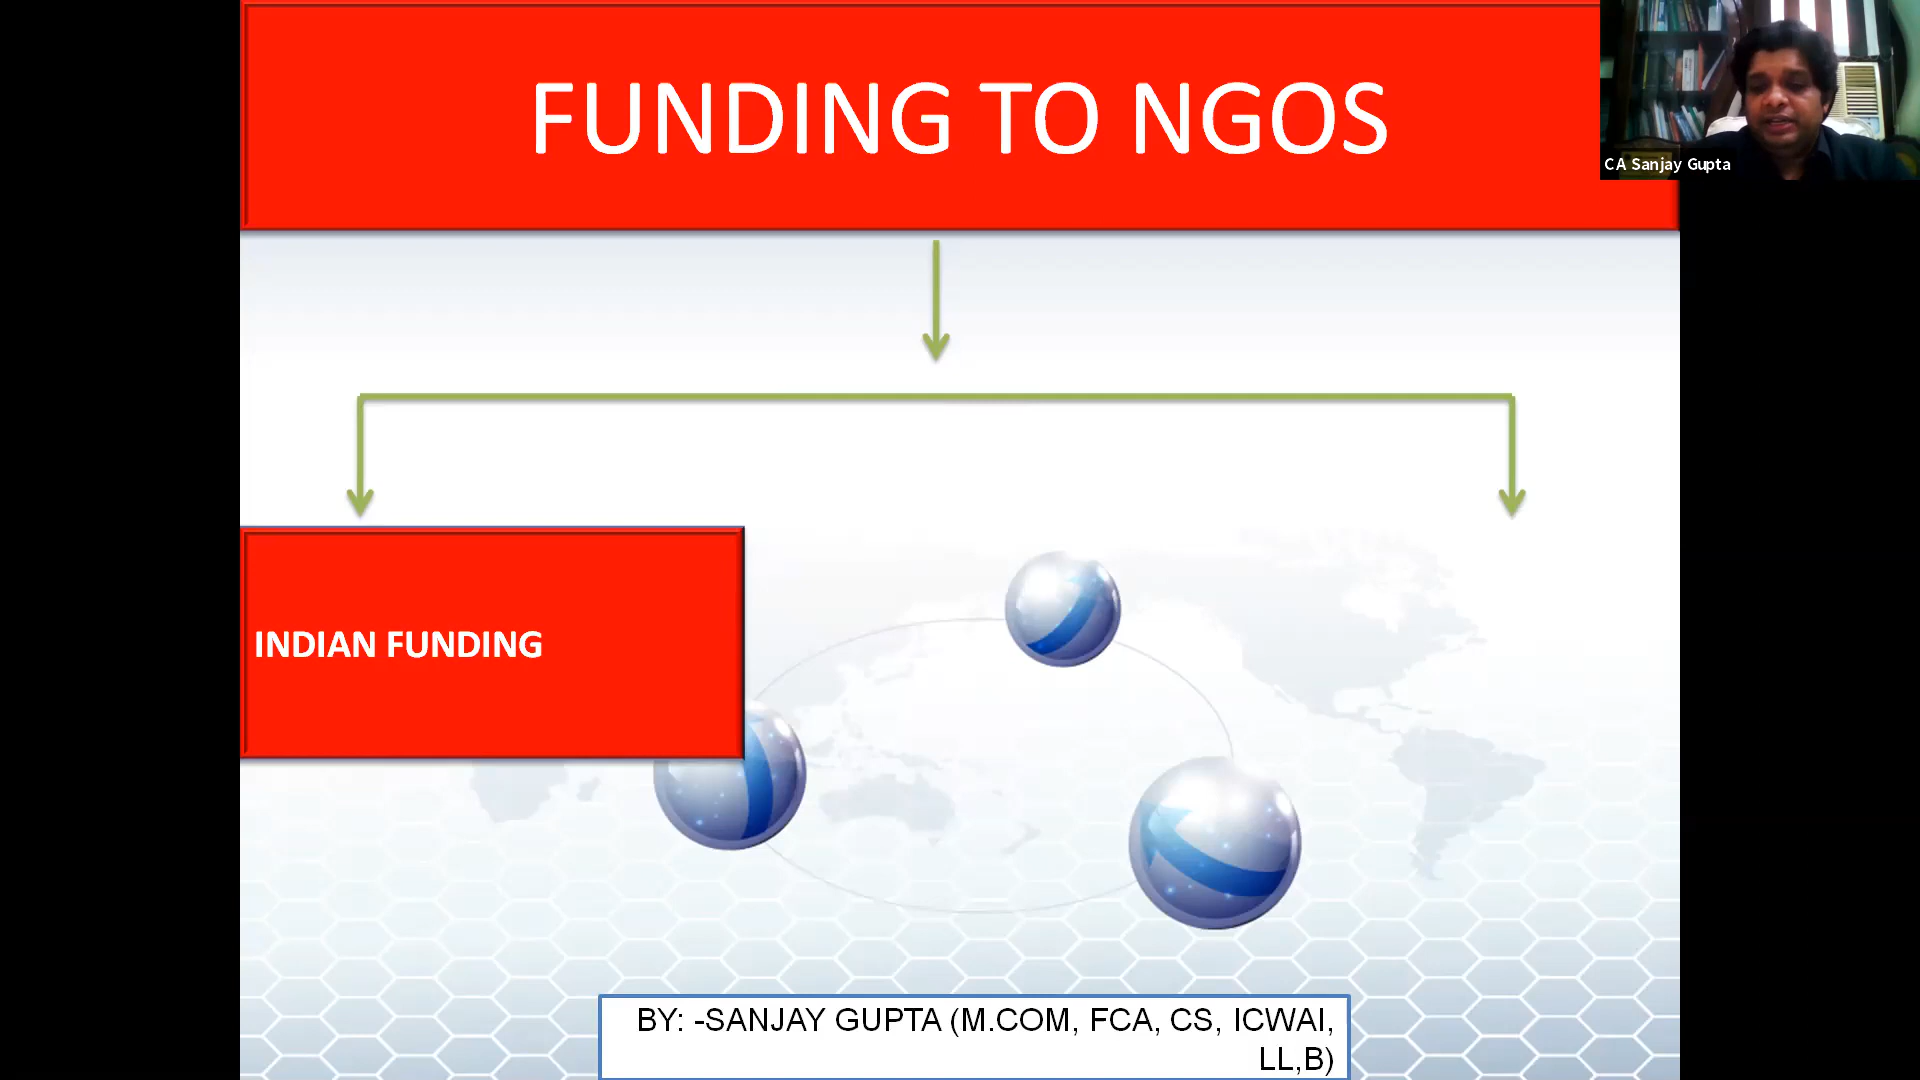 FUNDING TO NGOS
CA Sanjay Gupta
INDIAN FUNDING
BY: -SANJAY GUPTA (M.COM, FCA, CS, ICWAI,
LL,B)